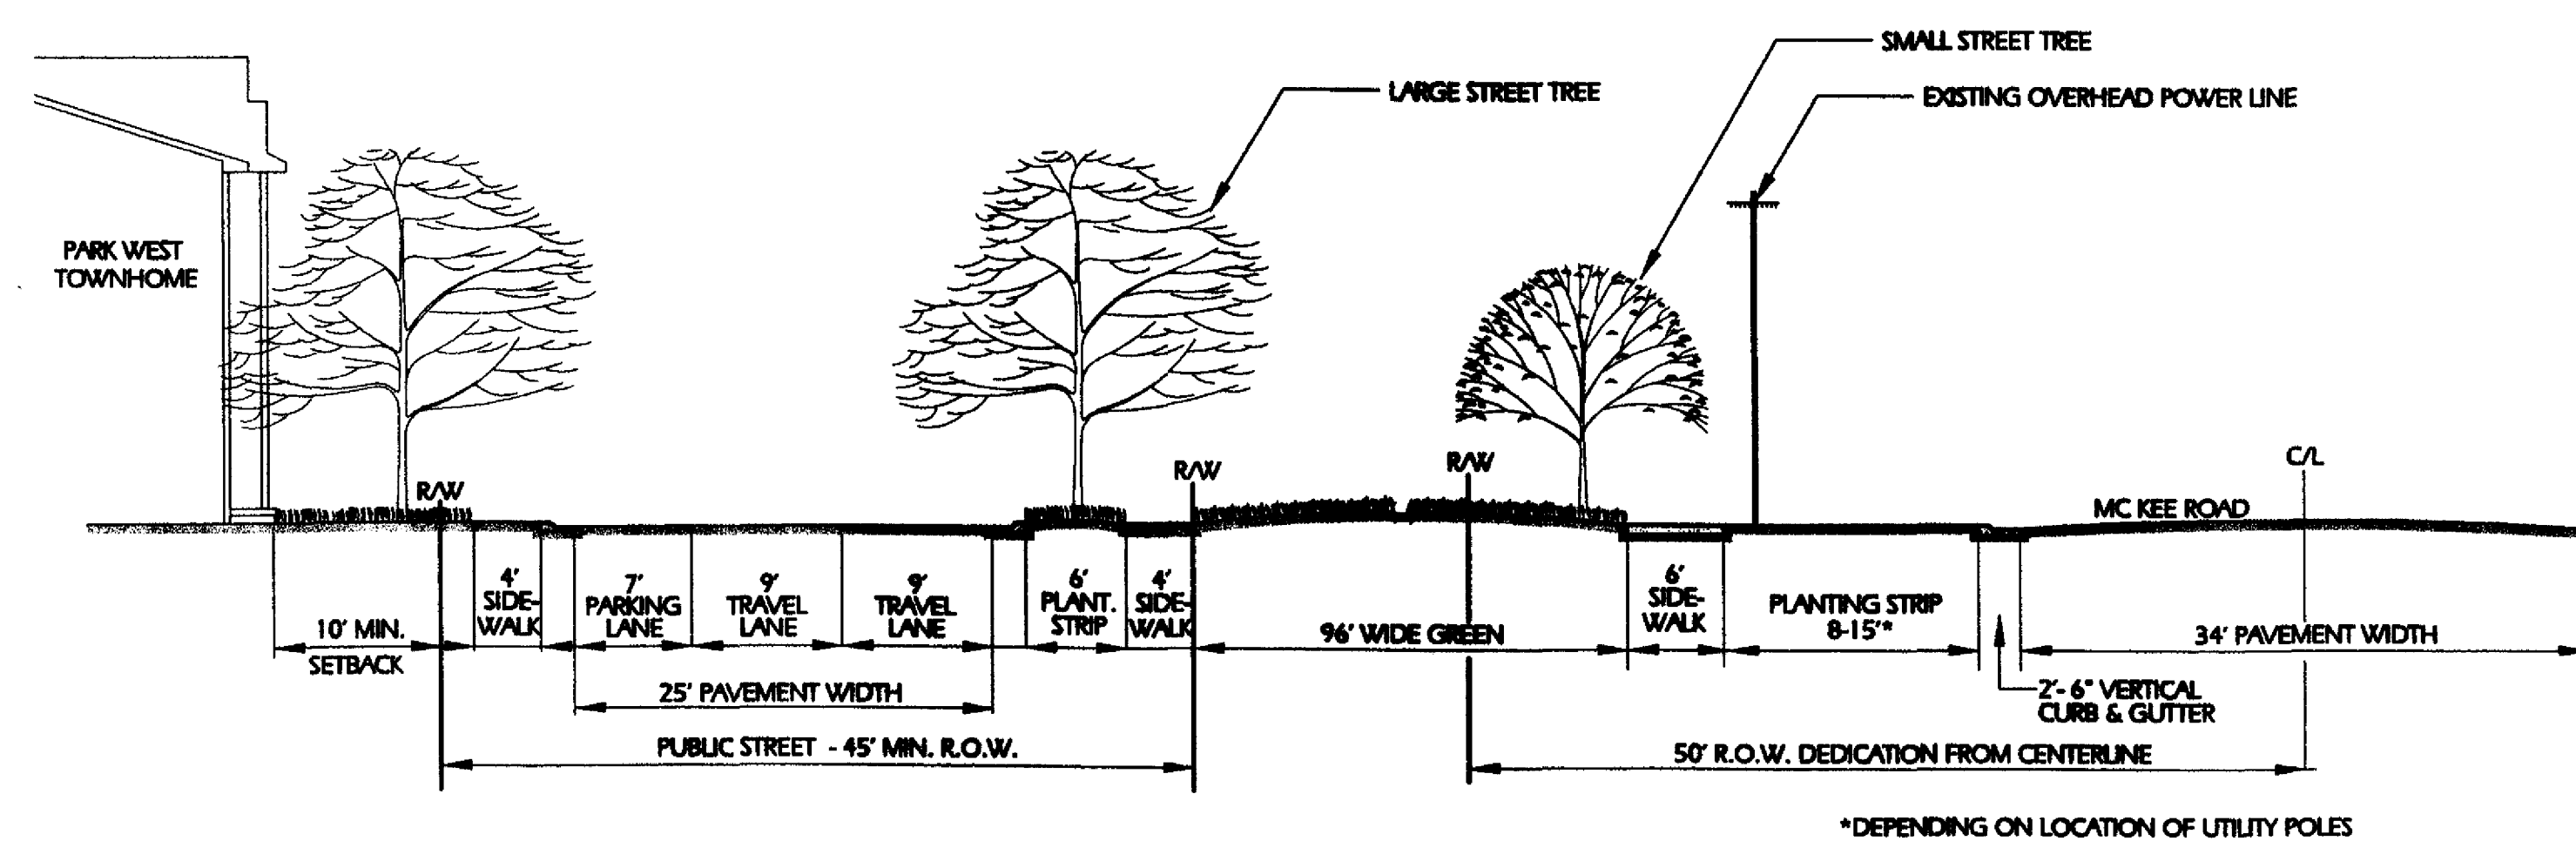 SMALL STREET TREE
LARGE STREET TREE
EXISTING OVERHEAD POWER LINE
PARK WEST
TOWNHOME
R/W
R/W
R/W
C/L
MC KEE ROAD
10' MIN.
SETBACK
4'
SIDE-
WALK
7'
PARKING
LANE
9'
TRAVEL
LANE
9'
TRAVEL
LANE
6'
PLANT.
STRIP
4'
SIDE-
WALK
96' WIDE GREEN
6'
SIDE-
WALK
PLANTING STRIP
8-15'*
34' PAVEMENT WIDTH
25' PAVEMENT WIDTH
2'- 6" VERTICAL
CURB & GUTTER
PUBLIC STREET - 45' MIN. R.O.W.
50' R.O.W. DEDICATION FROM CENTERLINE
*DEPENDING ON LOCATION OF UTILITY POLES